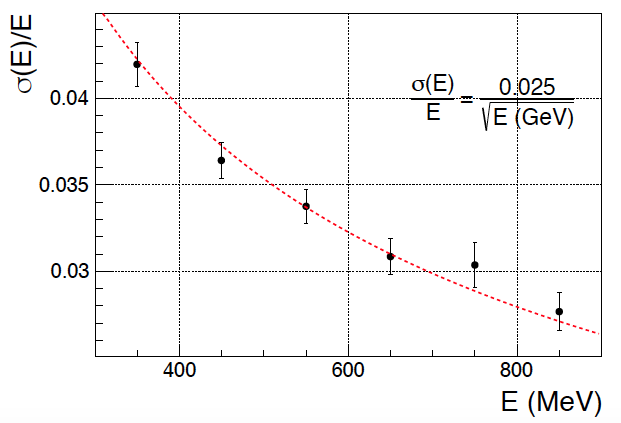 σ(E)/E
0.04
0.035
0.03
σ(E)/E = 0.025/√E (GeV)
400 600 800
E (MeV)